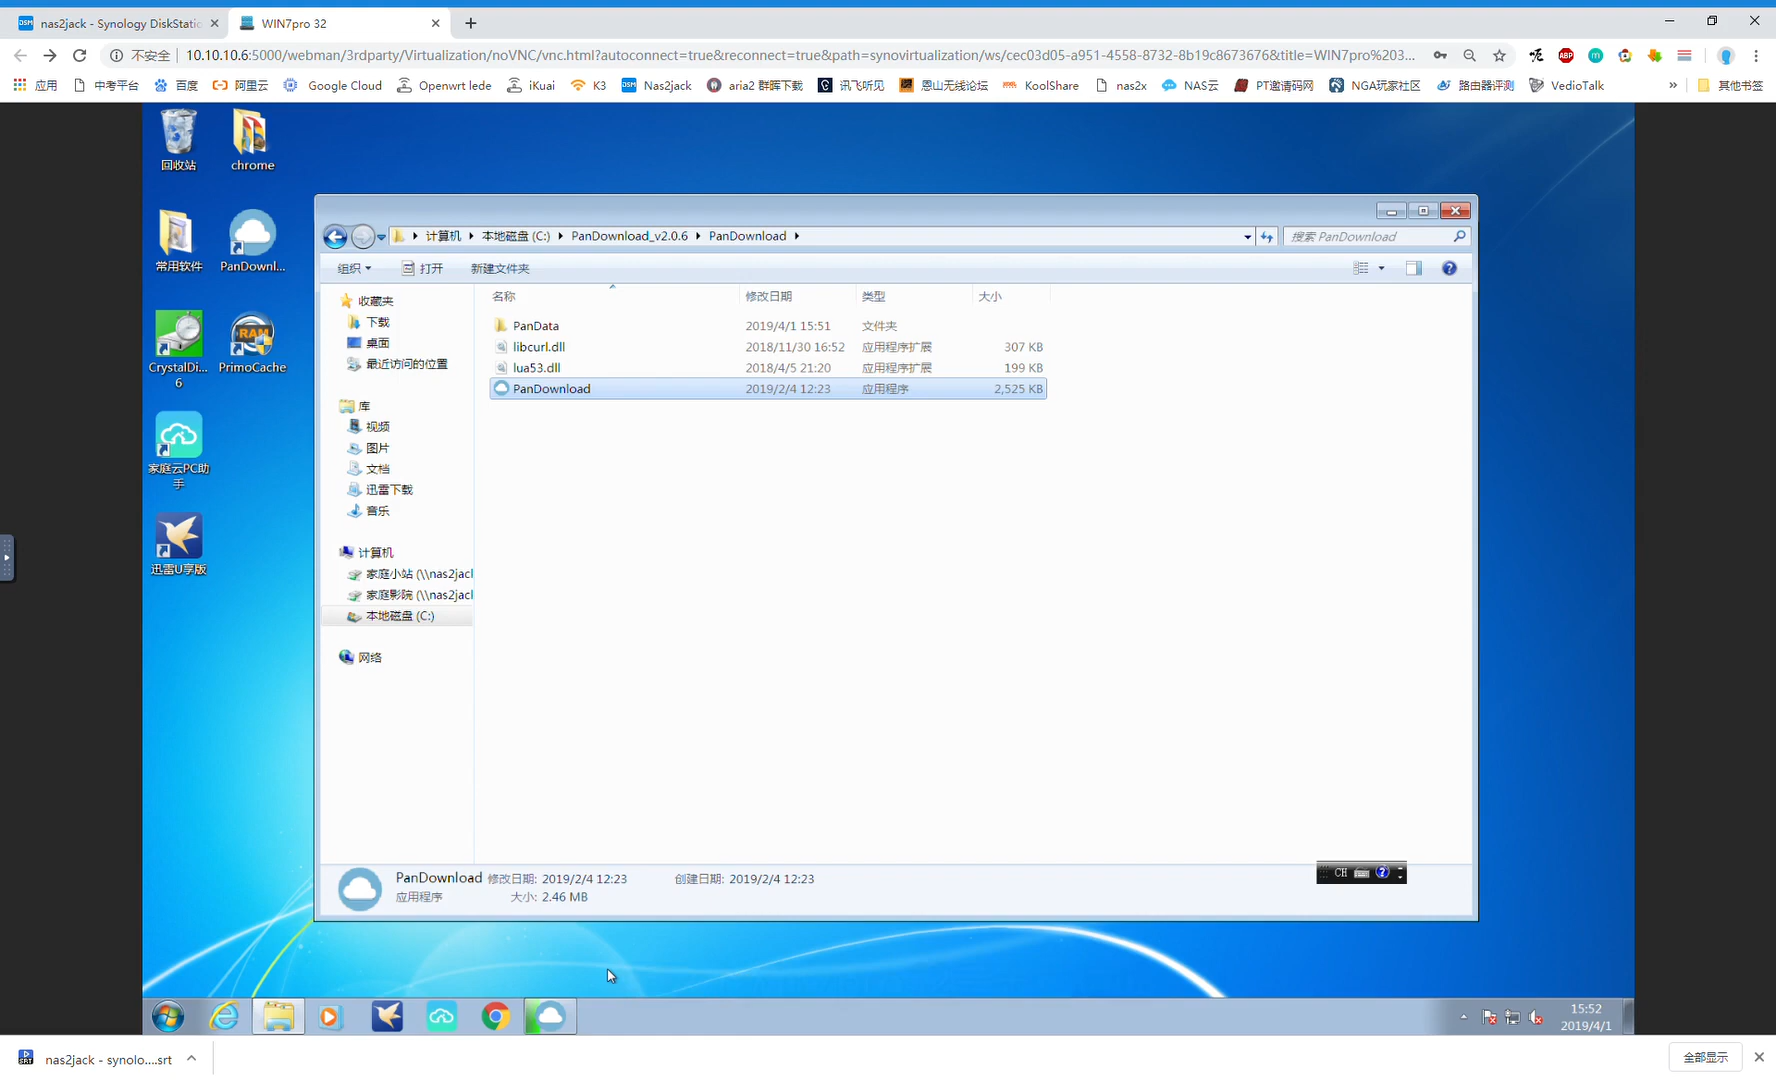 nas2jack - Synology DiskStatio
WIN7pro 32
不安全
10.10.10.6:5000/webman/3rdparty/Virtualization/noVNC/vnc.html?autoconnect=true&reconnect=true&path=synovirtualization/ws/cec03d05-a951-4558-8732-8b19c8673676&title=WIN7pro%203...
应用 中考平台 百度 阿里云 Google Cloud Openwrt lede iKuai K3 Nas2jack aria2 群晖下载 讯飞听见 恩山无线论坛 KoolShare nas2x NAS云 PT邀请码网 NGA玩家社区 路由器评测 VedioTalk » 其他书签
回收站
chrome
常用软件
PanDownl...
CrystalDi... 6
PrimoCache
家庭云PC助手
迅雷U享版
计算机 本地磁盘 (C:) PanDownload_v2.0.6 PanDownload
搜索 PanDownload
组织 打开 新建文件夹
名称 修改日期 类型 大小
PanData 2019/4/1 15:51 文件夹
libcurl.dll 2018/11/30 16:52 应用程序扩展 307 KB
lua53.dll 2018/4/5 21:20 应用程序扩展 199 KB
PanDownload 2019/2/4 12:23 应用程序 2,525 KB
收藏夹
下载
桌面
最近访问的位置
库
视频
图片
文档
迅雷下载
音乐
计算机
家庭小站 (\\nas2jack
家庭影院 (\\nas2jack
本地磁盘 (C:)
网络
PanDownload 修改日期: 2019/2/4 12:23 创建日期: 2019/2/4 12:23
应用程序 大小: 2.46 MB
CH
15:52
2019/4/1
nas2jack - synolo....srt
全部显示